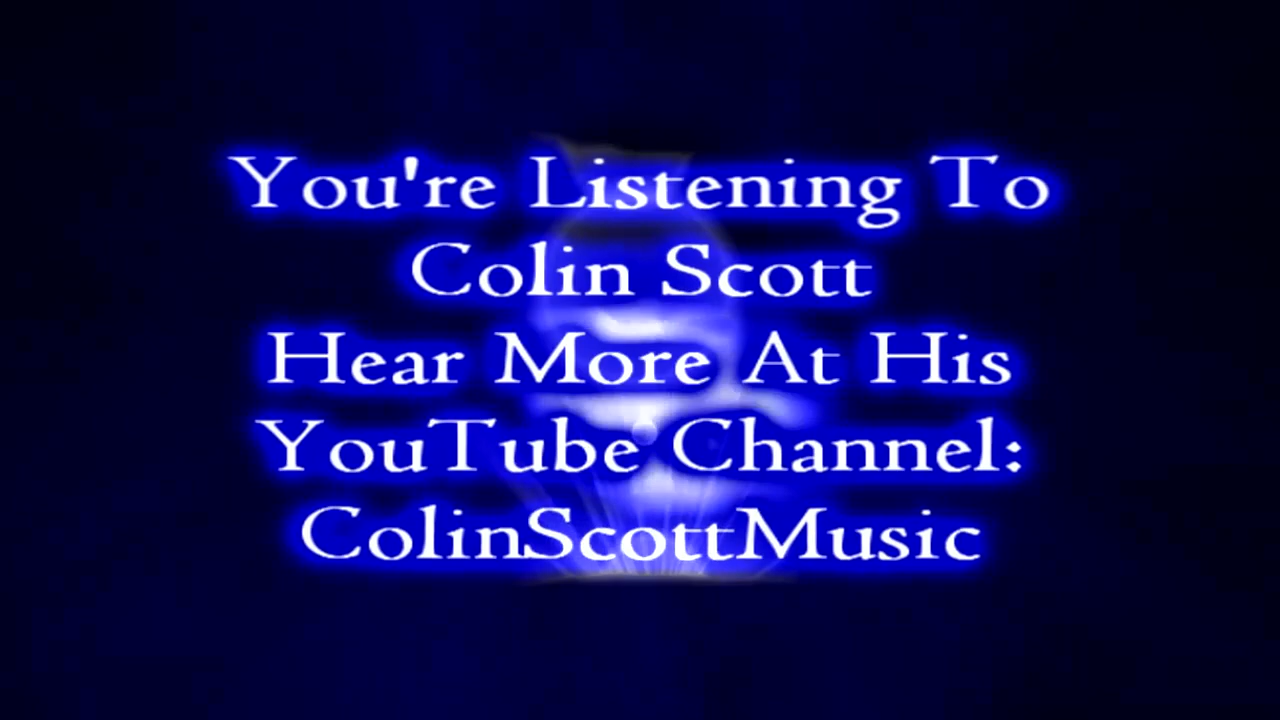 You're Listening To
Colin Scott
Hear More At His
YouTube Channel:
ColinScottMusic